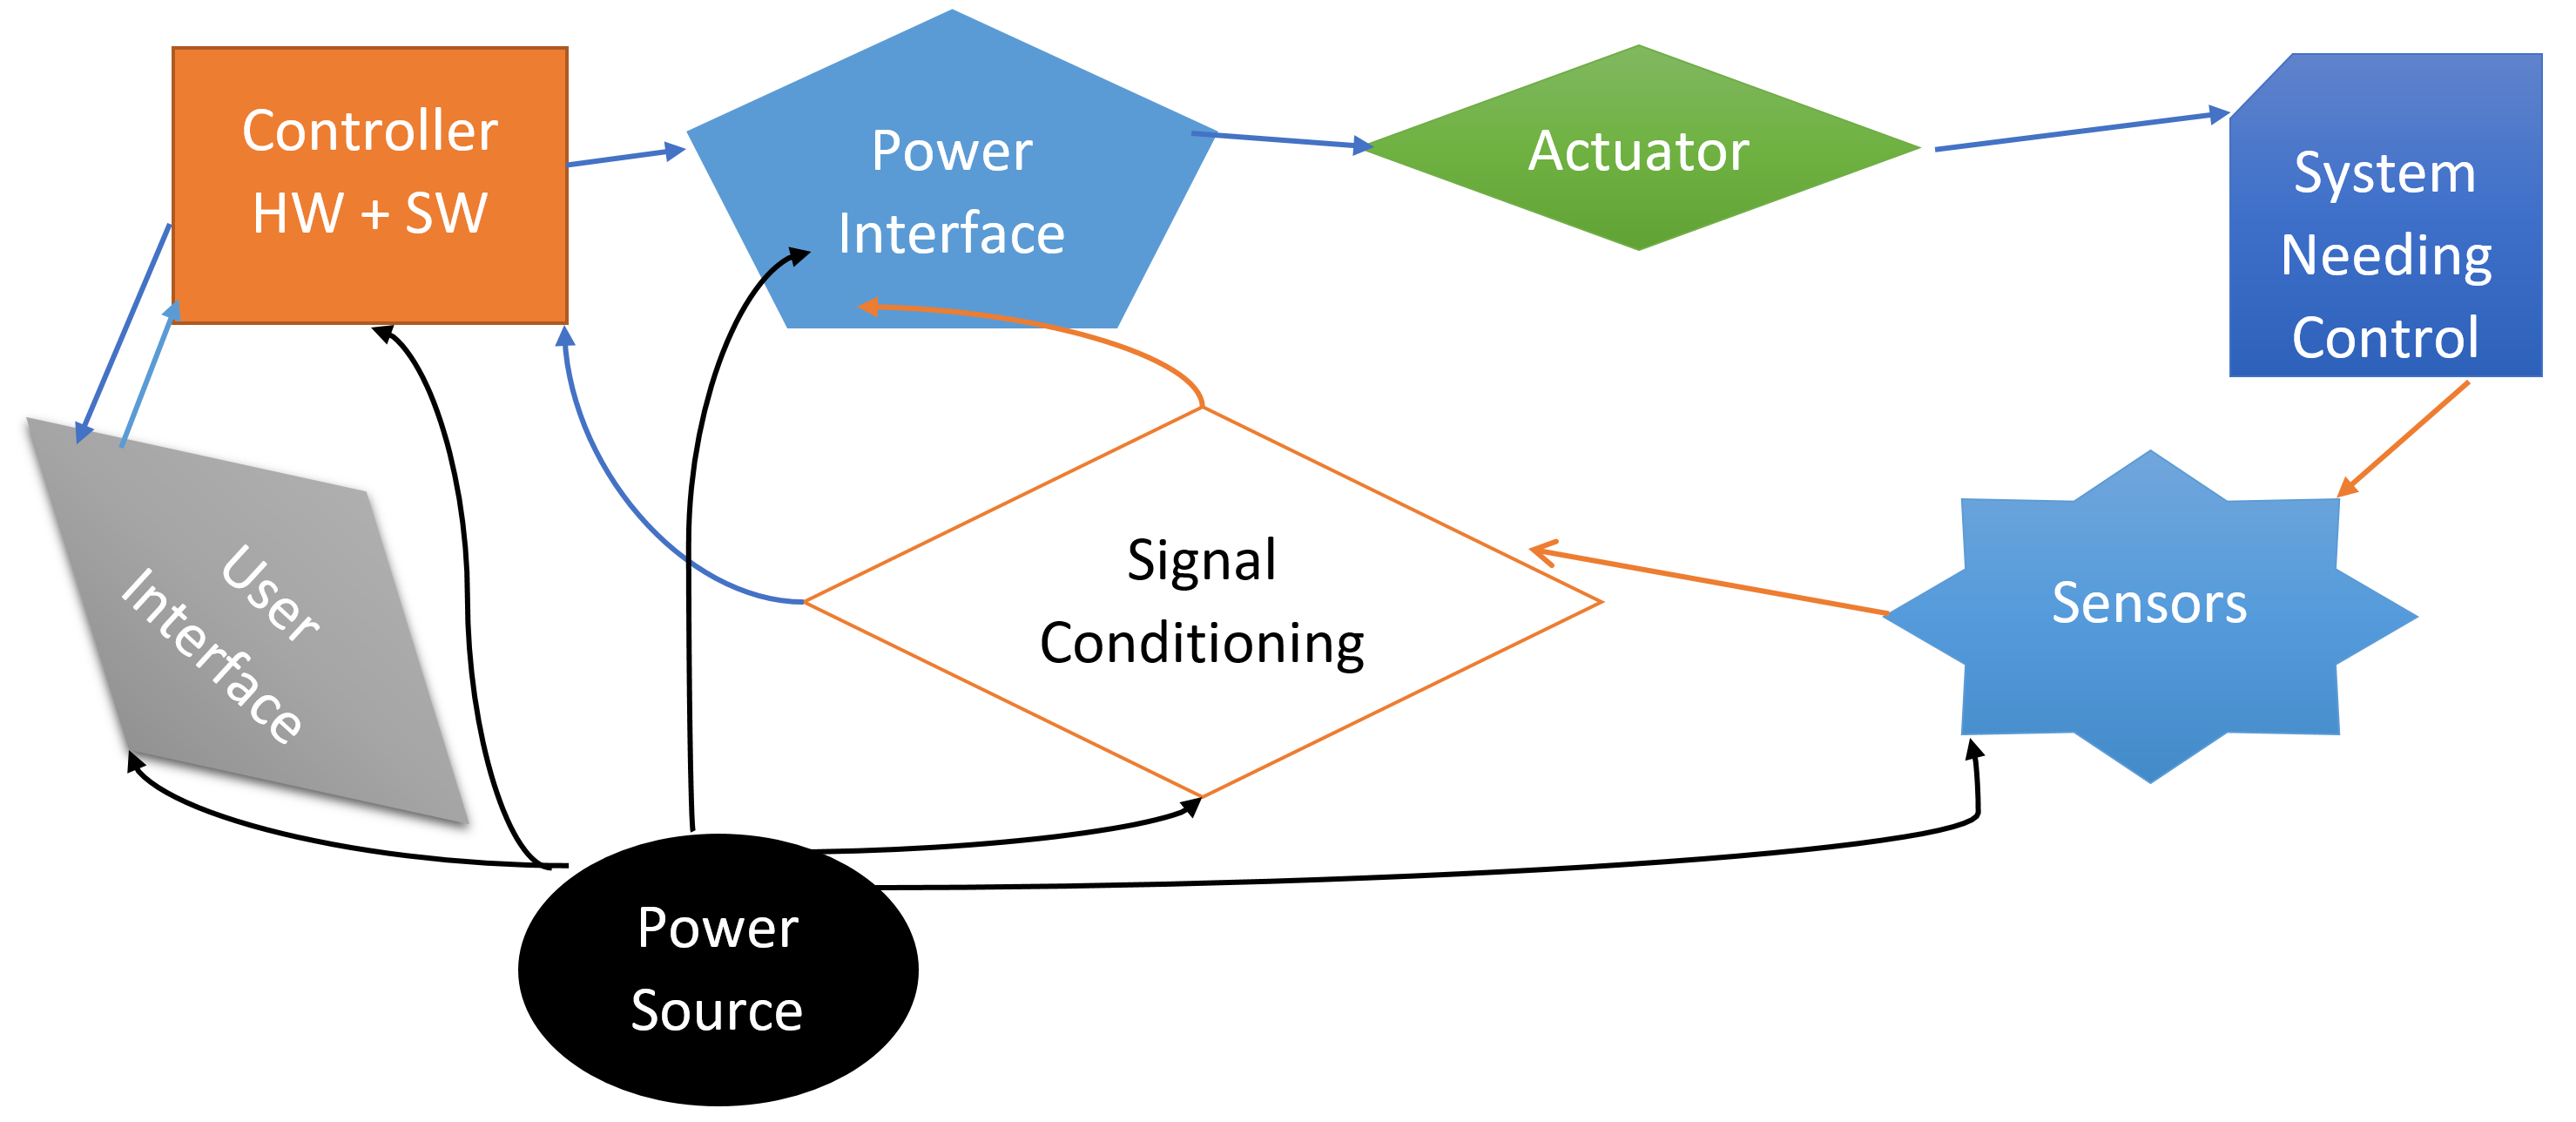 Controller
HW + SW
Power
Interface
Actuator
System
Needing
Control
User
Interface
Signal
Conditioning
Sensors
Power
Source